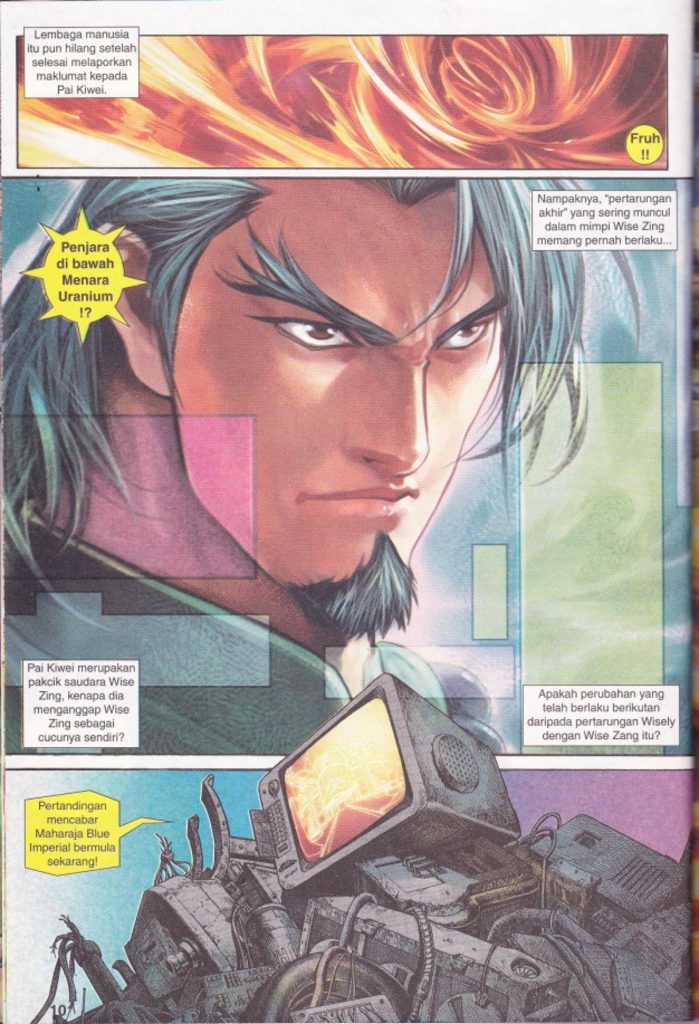 Lembaga manusia
itu pun hilang setelah
selesai melaporkan
maklumat kepada
Pai Kiwei.
Fruh
!!
Penjara
di bawah
Menara
Uranium
!?
Nampaknya, "pertarungan
akhir" yang sering muncul
dalam mimpi Wise Zing
memang pernah berlaku...
Pai Kiwei merupakan
pakcik saudara Wise
Zing, kenapa dia
menganggap Wise
Zing sebagai
cucunya sendiri?
Apakah perubahan yang
telah berlaku berikutan
daripada pertarungan Wisely
dengan Wise Zang itu?
Pertandingan
mencabar
Maharaja Blue
Imperial bermula
sekarang!
10